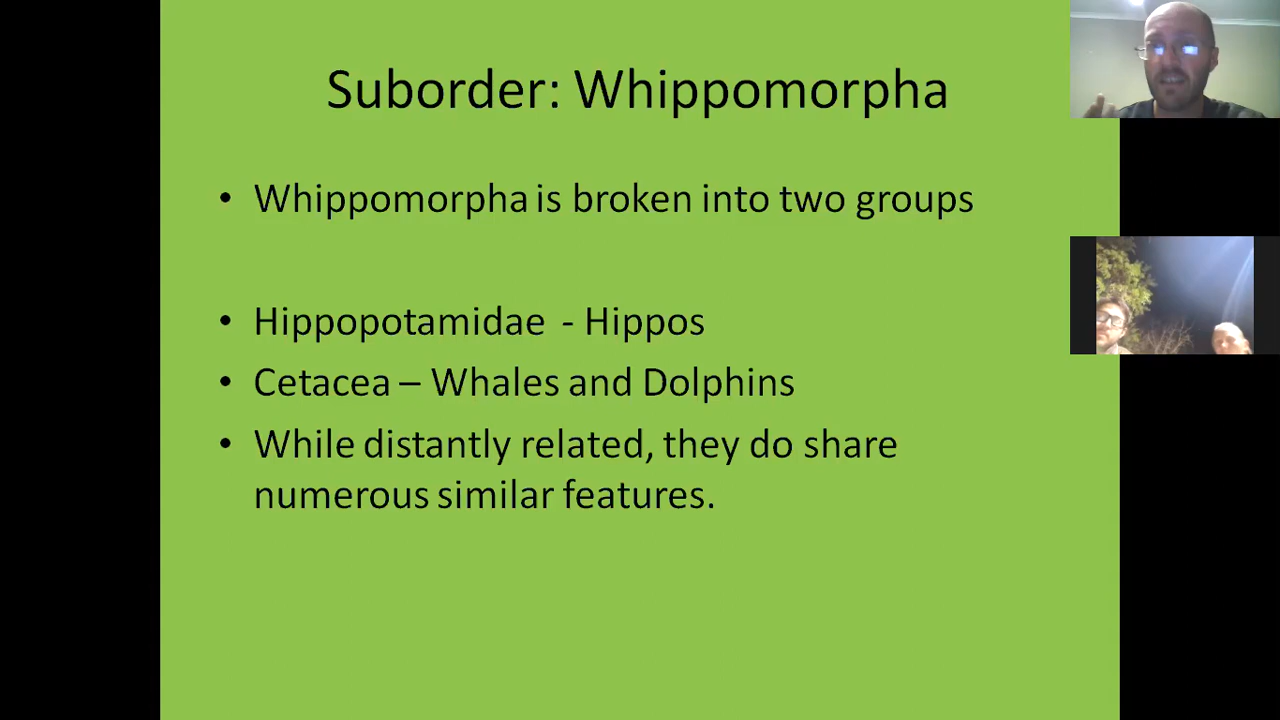 Suborder: Whippomorpha
• Whippomorpha is broken into two groups
• Hippopotamidae - Hippos
• Cetacea – Whales and Dolphins
• While distantly related, they do share
numerous similar features.